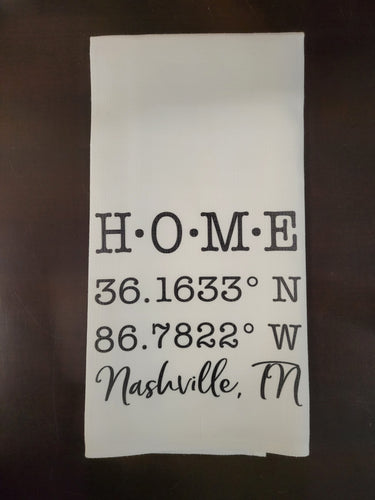 H·O·M·E
36.1633° N
86.7822° W
Nashville, TN